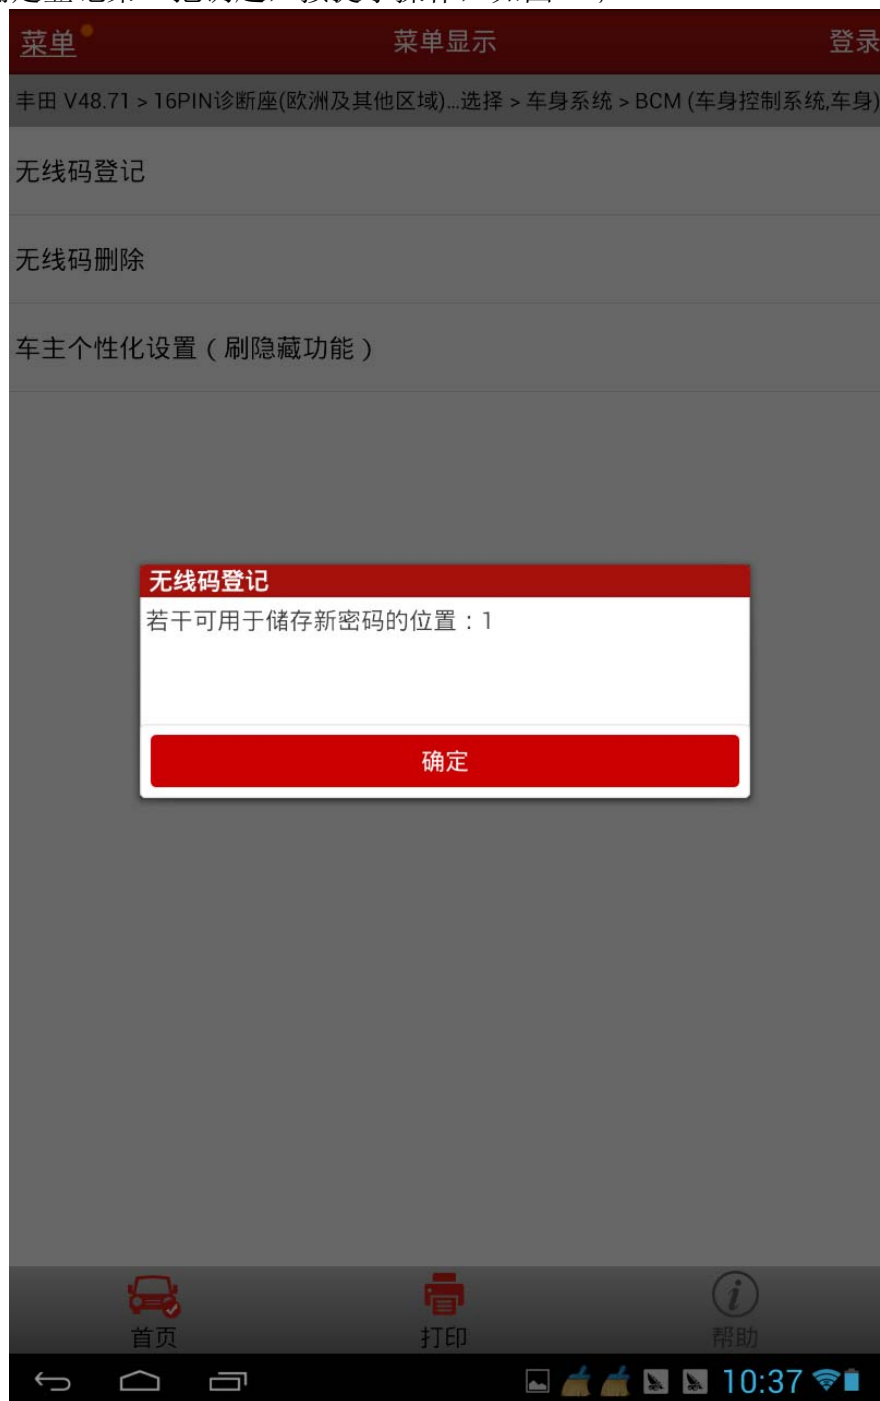 菜单 菜单显示 登录
丰田 V48.71 > 16PIN诊断座(欧洲及其他区域)...选择 > 车身系统 > BCM (车身控制系统,车身)
无线码登记
无线码删除
车主个性化设置（刷隐藏功能）
无线码登记
若干可用于储存新密码的位置：1
确定
首页 打印 帮助
10:37